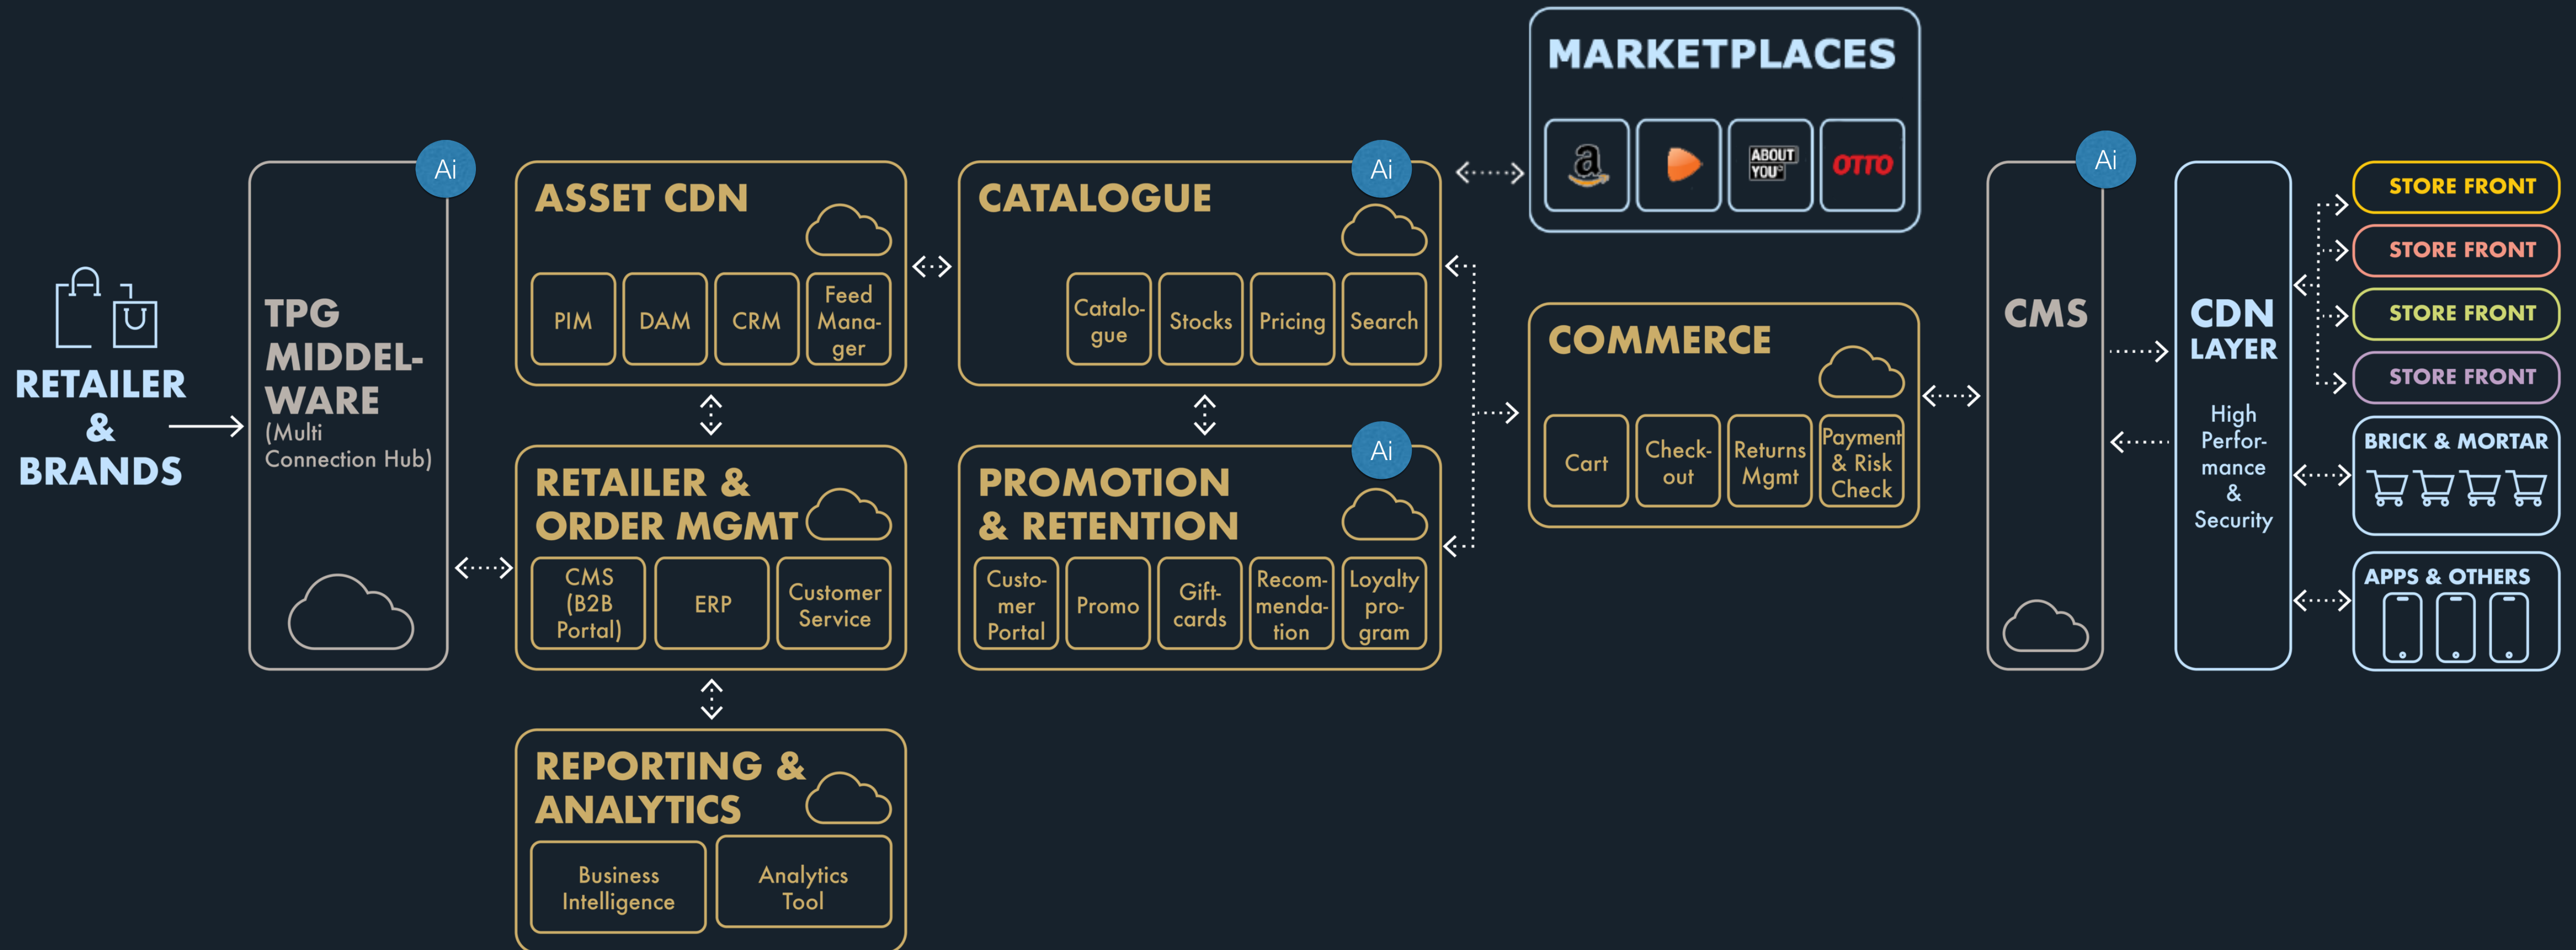 RETAILER
&
BRANDS
TPG
MIDDEL-
WARE
(Multi
Connection Hub)
Ai
ASSET CDN
PIM
DAM
CRM
Feed
Mana-
ger
RETAILER &
ORDER MGMT
CMS
(B2B
Portal)
ERP
Customer
Service
REPORTING &
ANALYTICS
Business
Intelligence
Analytics
Tool
CATALOGUE
Ai
Catalo-
gue
Stocks
Pricing
Search
PROMOTION
& RETENTION
Ai
Custo-
mer
Portal
Promo
Gift-
cards
Recom-
menda-
tion
Loyalty
pro-
gram
MARKETPLACES
a
ABOUT
YOU°
OTTO
COMMERCE
Cart
Check-
out
Returns
Mgmt
Payment
& Risk
Check
CMS
Ai
CDN
LAYER
High
Perfor-
mance
&
Security
STORE FRONT
STORE FRONT
STORE FRONT
STORE FRONT
BRICK & MORTAR
APPS & OTHERS